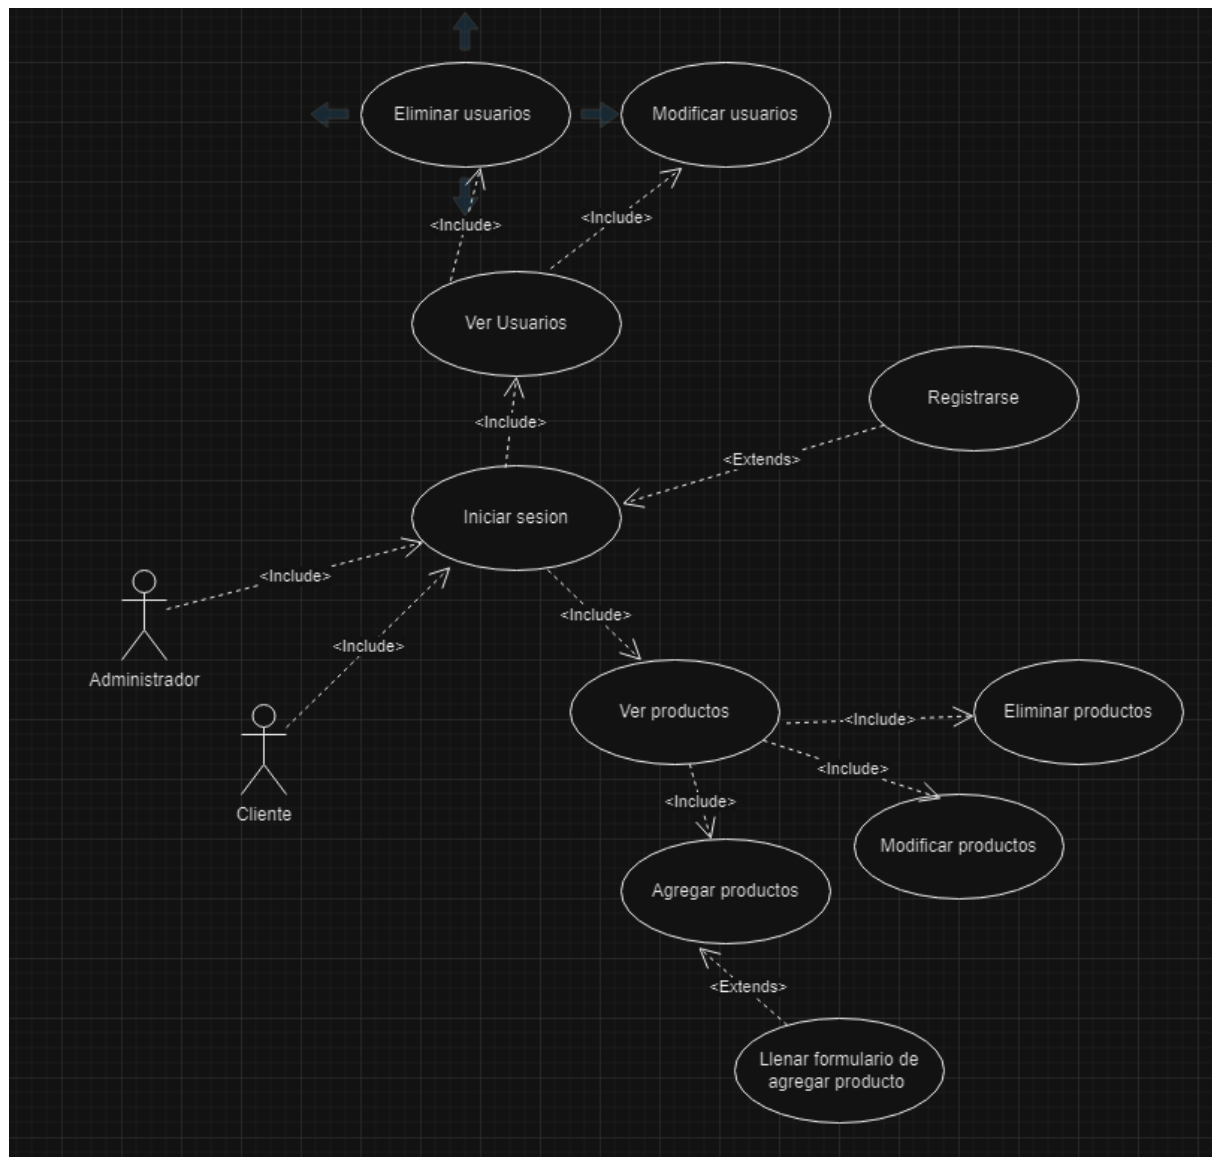 Eliminar usuarios
Modificar usuarios
<Include>
<Include>
Ver Usuarios
Registrarse
<Include>
<Extends>
Iniciar sesion
<Include>
<Include>
<Include>
Administrador
Ver productos
Eliminar productos
<Include>
<Include>
<Include>
Cliente
Modificar productos
Agregar productos
<Extends>
Llenar formulario de
agregar producto